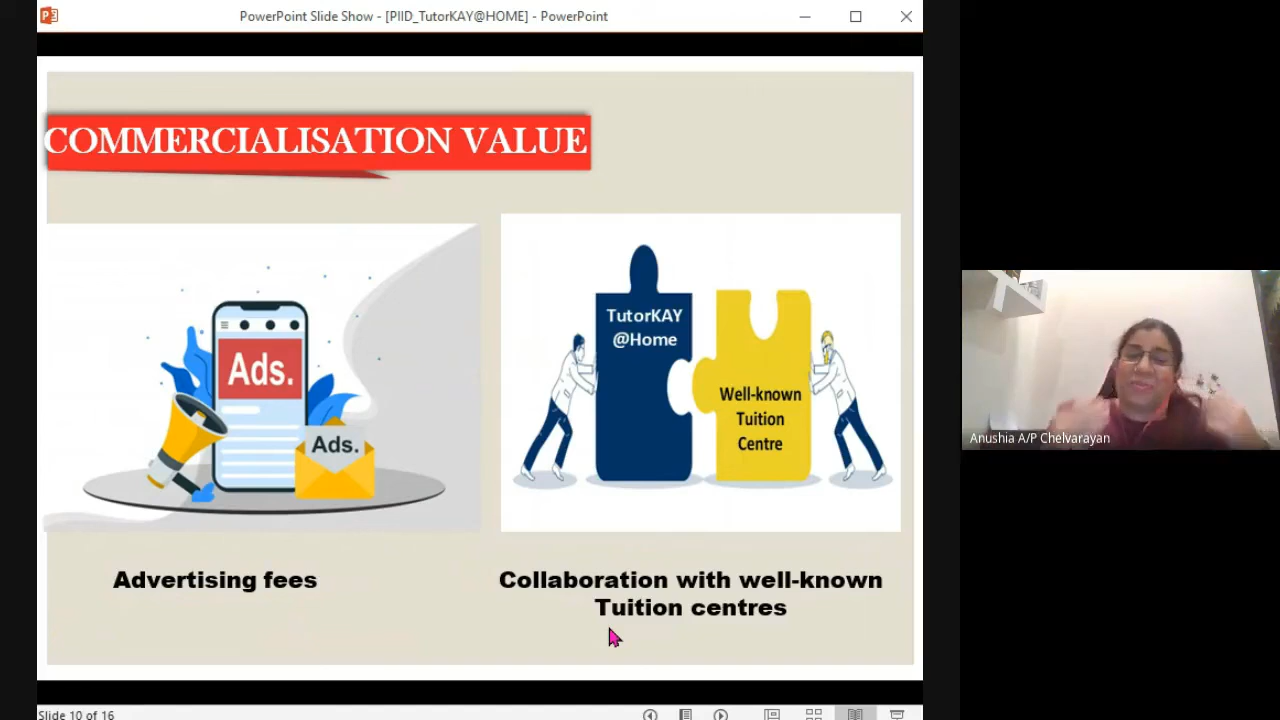 PowerPoint Slide Show - [PIID_TutorKAY@HOME] - PowerPoint
COMMERCIALISATION VALUE
Ads.
Ads.
TutorKAY
@Home
Well-known
Tuition
Centre
Advertising fees
Collaboration with well-known
Tuition centres
Anushia A/P Chelvarayan
Slide 10 of 16